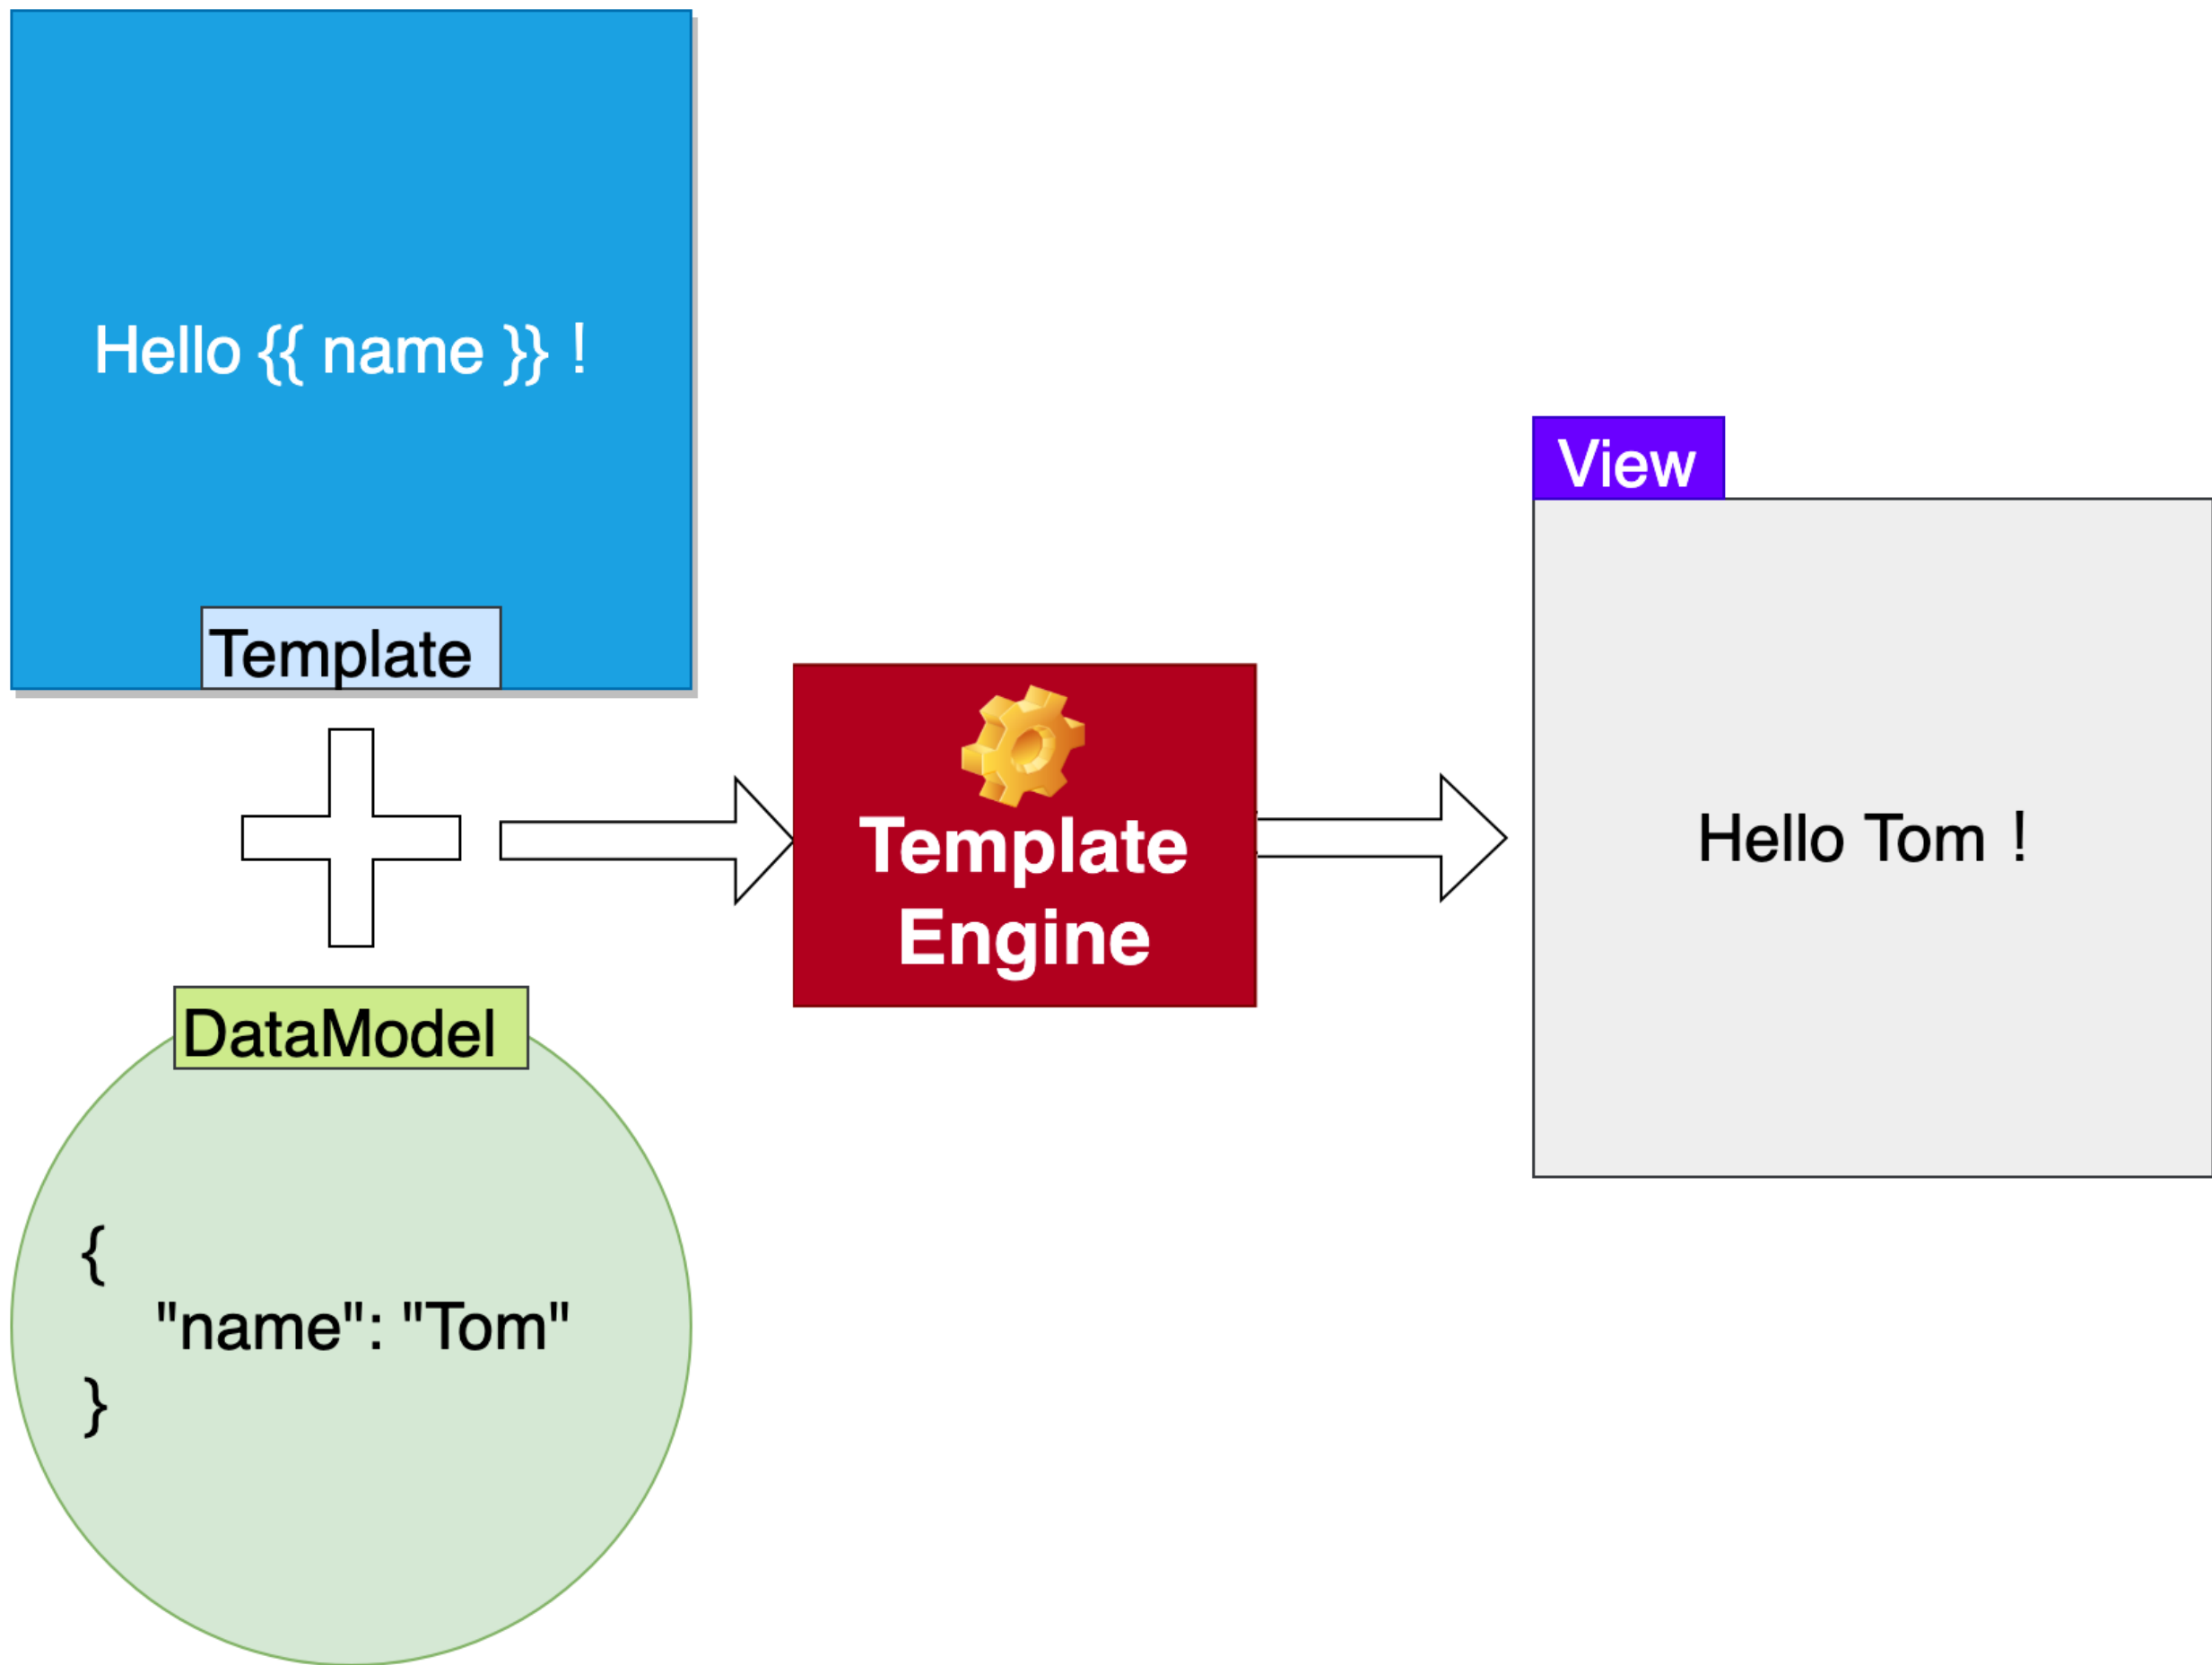 Hello {{ name }} !
Template
DataModel
{
"name": "Tom"
}
Template
Engine
View
Hello Tom !